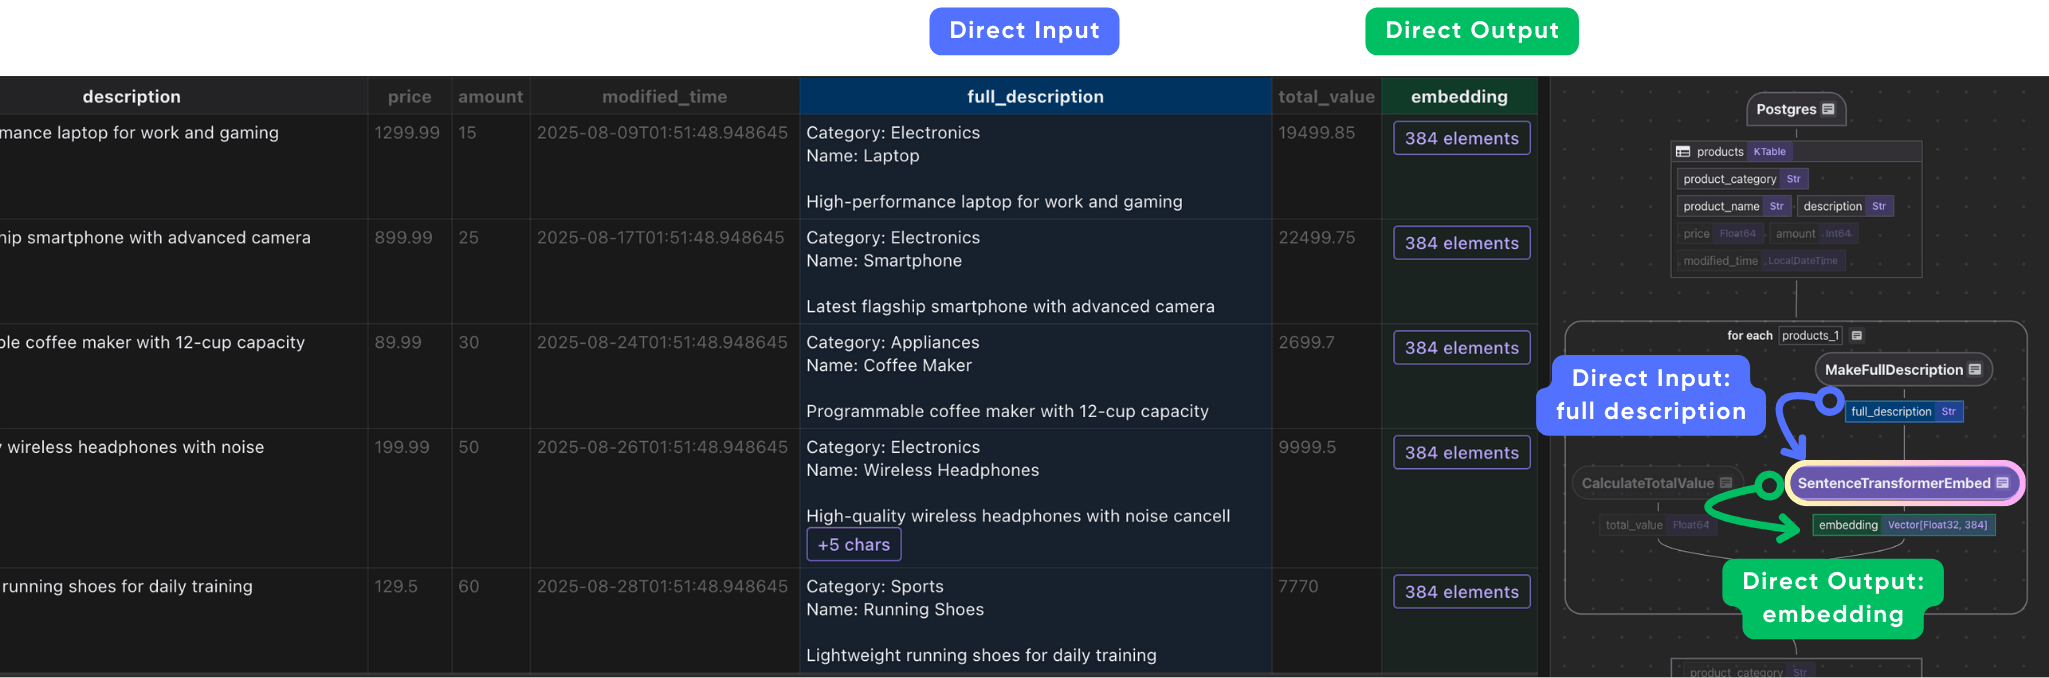 Direct Input
Direct Output
description price amount modified_time full_description total_value embedding
mance laptop for work and gaming 1299.99 15 2025-08-09T01:51:48.948645 Category: Electronics 19499.85 384 elements
Name: Laptop
High-performance laptop for work and gaming
hip smartphone with advanced camera 899.99 25 2025-08-17T01:51:48.948645 Category: Electronics 22499.75 384 elements
Name: Smartphone
Latest flagship smartphone with advanced camera
ble coffee maker with 12-cup capacity 89.99 30 2025-08-24T01:51:48.948645 Category: Appliances 2699.7 384 elements
Name: Coffee Maker
Programmable coffee maker with 12-cup capacity
y wireless headphones with noise 199.99 50 2025-08-26T01:51:48.948645 Category: Electronics 9999.5 384 elements
Name: Wireless Headphones
High-quality wireless headphones with noise cancell
+5 chars
running shoes for daily training 129.5 60 2025-08-28T01:51:48.948645 Category: Sports 7770 384 elements
Name: Running Shoes
Lightweight running shoes for daily training
Postgres
products KTable
product_category Str
product_name Str description Str
price Float64 amount Int64
modified_time LocalDateTime
for each products_1
MakeFullDescription
Direct Input:
full description
full_description Str
CalculateTotalValue
SentenceTransformerEmbed
total_value Float64
embedding Vector[Float32, 384]
Direct Output:
embedding
product_category Str